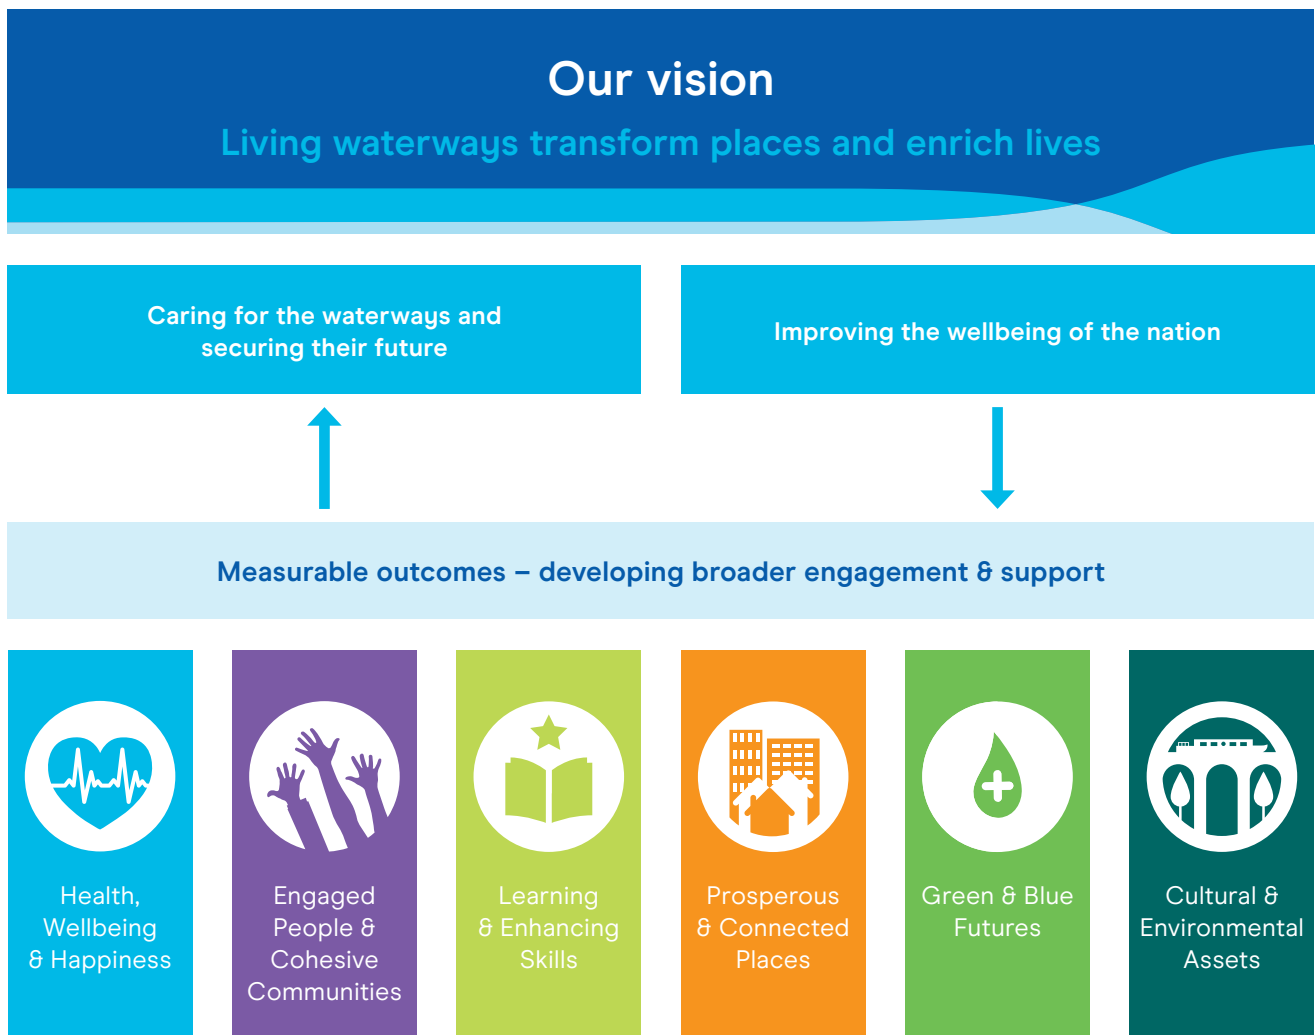 Our vision
Living waterways transform places and enrich lives
Caring for the waterways and
securing their future
Improving the wellbeing of the nation
Measurable outcomes – developing broader engagement & support
Health,
Wellbeing
& Happiness
Engaged
People &
Cohesive
Communities
Learning
& Enhancing
Skills
Prosperous
& Connected
Places
Green & Blue
Futures
Cultural &
Environmental
Assets